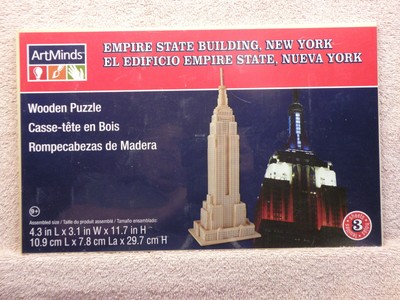 ArtMinds
EMPIRE STATE BUILDING, NEW YORK
EL EDIFICIO EMPIRE STATE, NUEVA YORK
Wooden Puzzle
Casse-tête en Bois
Rompecabezas de Madera
8+
Assembled size / Taille du produit assemblé / Tamaño ensamblado:
4.3 in L x 3.1 in W x 11.7 in H
10.9 cm L x 7.8 cm La x 29.7 cm H
3